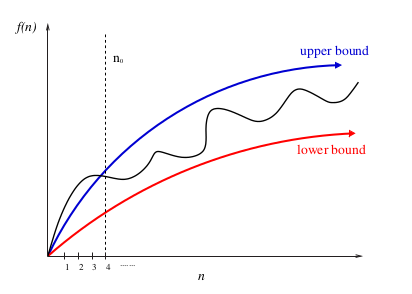 f(n)
upper bound
n₀
lower bound
1 2 3 4 ........
n